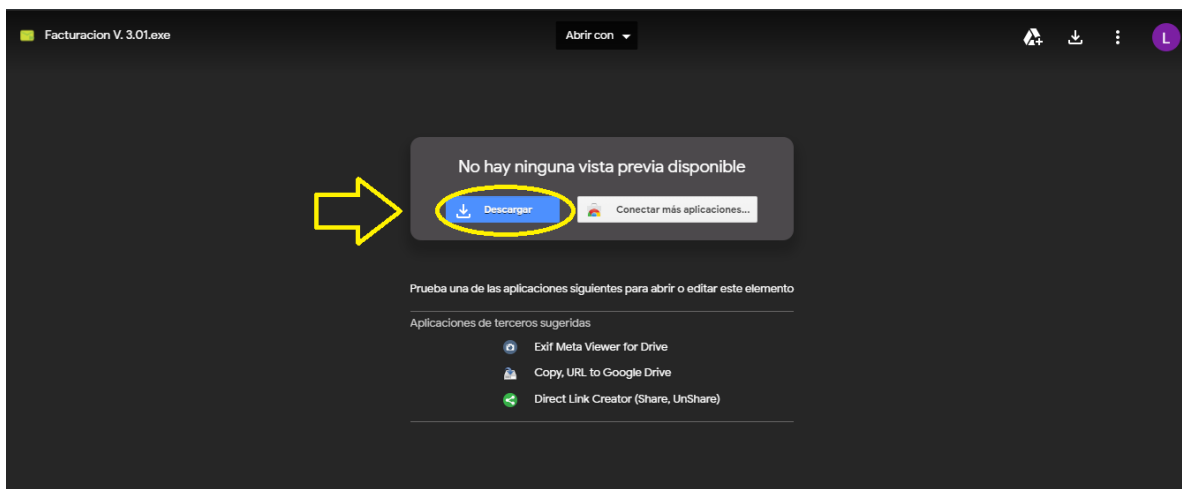 Facturacion V. 3.01.exe
Abrir con
L
No hay ninguna vista previa disponible
Descargar
Conectar más aplicaciones...
Prueba una de las aplicaciones siguientes para abrir o editar este elemento
Aplicaciones de terceros sugeridas
Exif Meta Viewer for Drive
Copy, URL to Google Drive
Direct Link Creator (Share, UnShare)